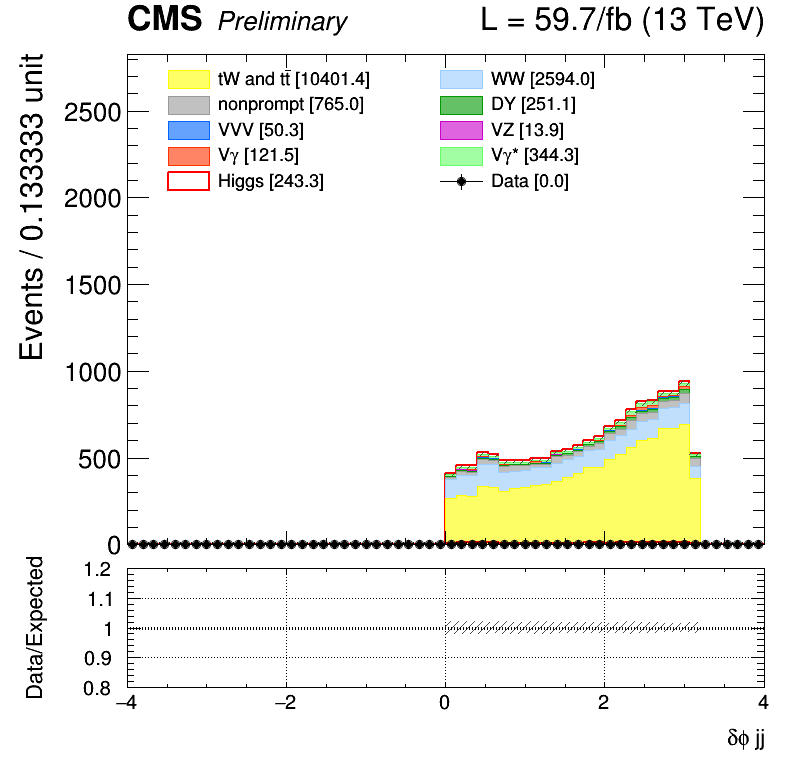 CMS Preliminary L = 59.7/fb (13 TeV)
Events / 0.133333 unit
2500
2000
1500
1000
500
0
tW and tt̄ [10401.4]
WW [2594.0]
nonprompt [765.0]
DY [251.1]
VVV [50.3]
VZ [13.9]
Vγ [121.5]
Vγ* [344.3]
Higgs [243.3]
Data [0.0]
Data/Expected
1.2
1.1
1
0.9
0.8
−4 −2 0 2 4
δϕ jj